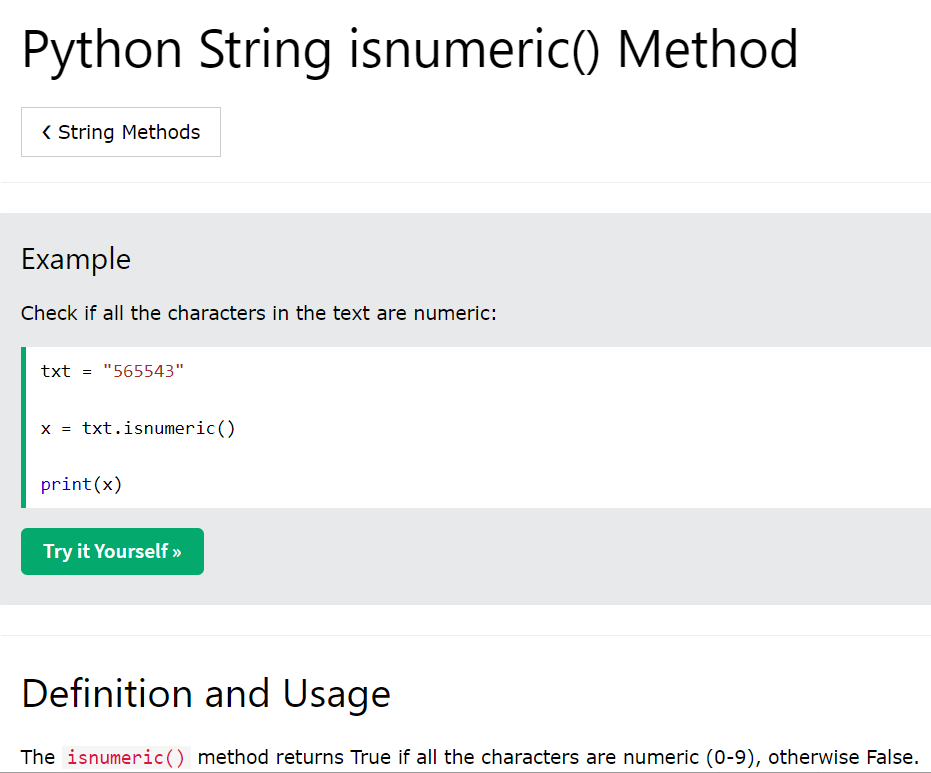 Python String isnumeric() Method
❮ String Methods
Example
Check if all the characters in the text are numeric:
txt = "565543"
x = txt.isnumeric()
print(x)
Try it Yourself »
Definition and Usage
The isnumeric() method returns True if all the characters are numeric (0-9), otherwise False.